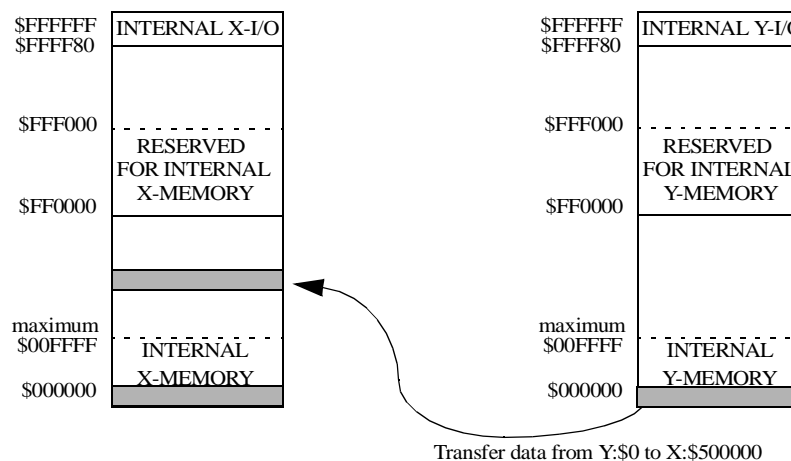 $FFFFFF
$FFFF80
INTERNAL X-I/O
$FFF000
RESERVED
FOR INTERNAL
X-MEMORY
$FF0000
maximum
$00FFFF
INTERNAL
X-MEMORY
$000000
$FFFFFF
$FFFF80
INTERNAL Y-I/O
$FFF000
RESERVED
FOR INTERNAL
Y-MEMORY
$FF0000
maximum
$00FFFF
INTERNAL
Y-MEMORY
$000000
Transfer data from Y:$0 to X:$500000